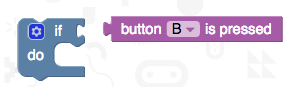 if button B is pressed
do